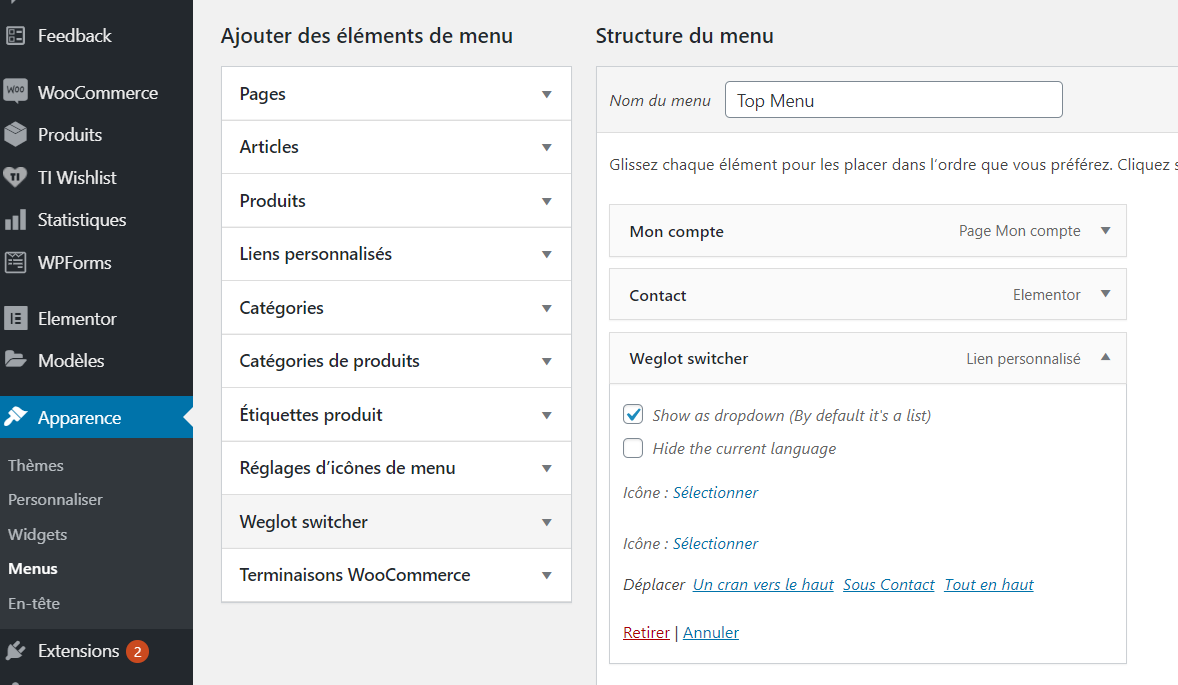 Feedback
WOO WooCommerce
Produits
TI TI Wishlist
Statistiques
WPForms
Elementor
Modèles
Apparence
Thèmes
Personnaliser
Widgets
Menus
En-tête
Extensions 2
Ajouter des éléments de menu
Pages
Articles
Produits
Liens personnalisés
Catégories
Catégories de produits
Étiquettes produit
Réglages d’icônes de menu
Weglot switcher
Terminaisons WooCommerce
Structure du menu
Nom du menu Top Menu
Glissez chaque élément pour les placer dans l’ordre que vous préférez. Cliquez s
Mon compte Page Mon compte
Contact Elementor
Weglot switcher Lien personnalisé
Show as dropdown (By default it's a list)
Hide the current language
Icône : Sélectionner
Icône : Sélectionner
Déplacer Un cran vers le haut Sous Contact Tout en haut
Retirer | Annuler